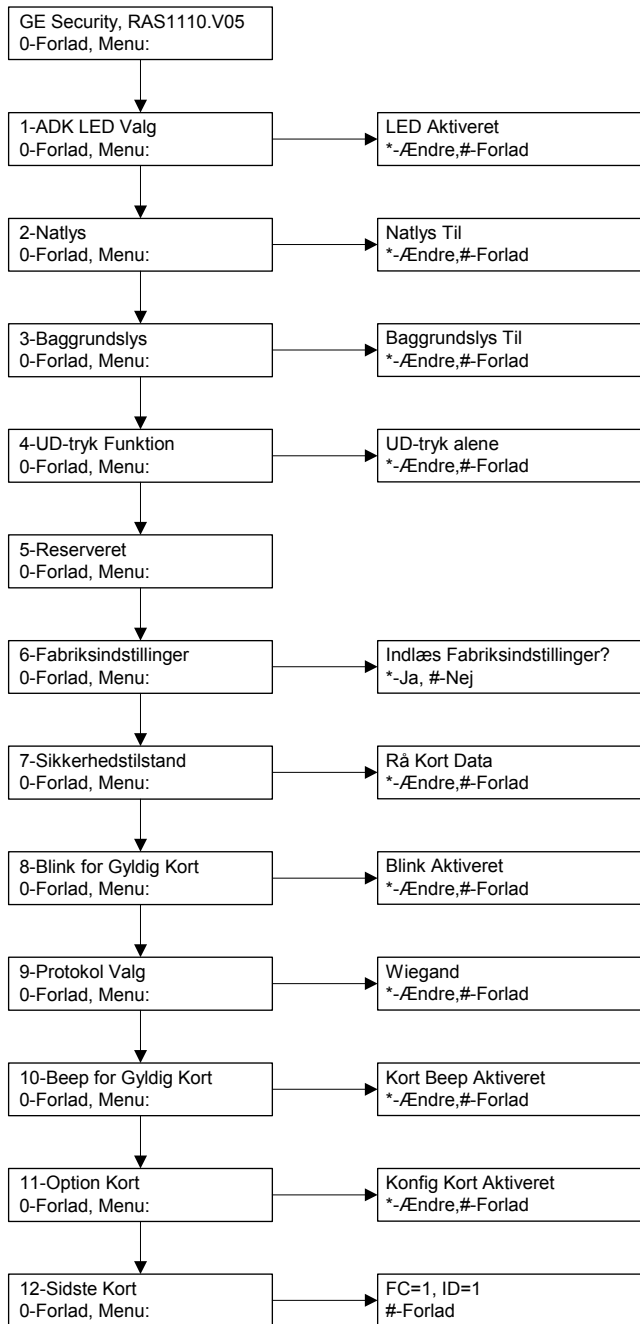 GE Security, RAS1110.V05
0-Forlad, Menu:
1-ADK LED Valg
0-Forlad, Menu:
LED Aktiveret
*-Ændre,#-Forlad
2-Natlys
0-Forlad, Menu:
Natlys Til
*-Ændre,#-Forlad
3-Baggrundslys
0-Forlad, Menu:
Baggrundslys Til
*-Ændre,#-Forlad
4-UD-tryk Funktion
0-Forlad, Menu:
UD-tryk alene
*-Ændre,#-Forlad
5-Reserveret
0-Forlad, Menu:
6-Fabriksindstillinger
0-Forlad, Menu:
Indlæs Fabriksindstillinger?
*-Ja, #-Nej
7-Sikkerhedstilstand
0-Forlad, Menu:
Rå Kort Data
*-Ændre,#-Forlad
8-Blink for Gyldig Kort
0-Forlad, Menu:
Blink Aktiveret
*-Ændre,#-Forlad
9-Protokol Valg
0-Forlad, Menu:
Wiegand
*-Ændre,#-Forlad
10-Beep for Gyldig Kort
0-Forlad, Menu:
Kort Beep Aktiveret
*-Ændre,#-Forlad
11-Option Kort
0-Forlad, Menu:
Konfig Kort Aktiveret
*-Ændre,#-Forlad
12-Sidste Kort
0-Forlad, Menu:
FC=1, ID=1
#-Forlad